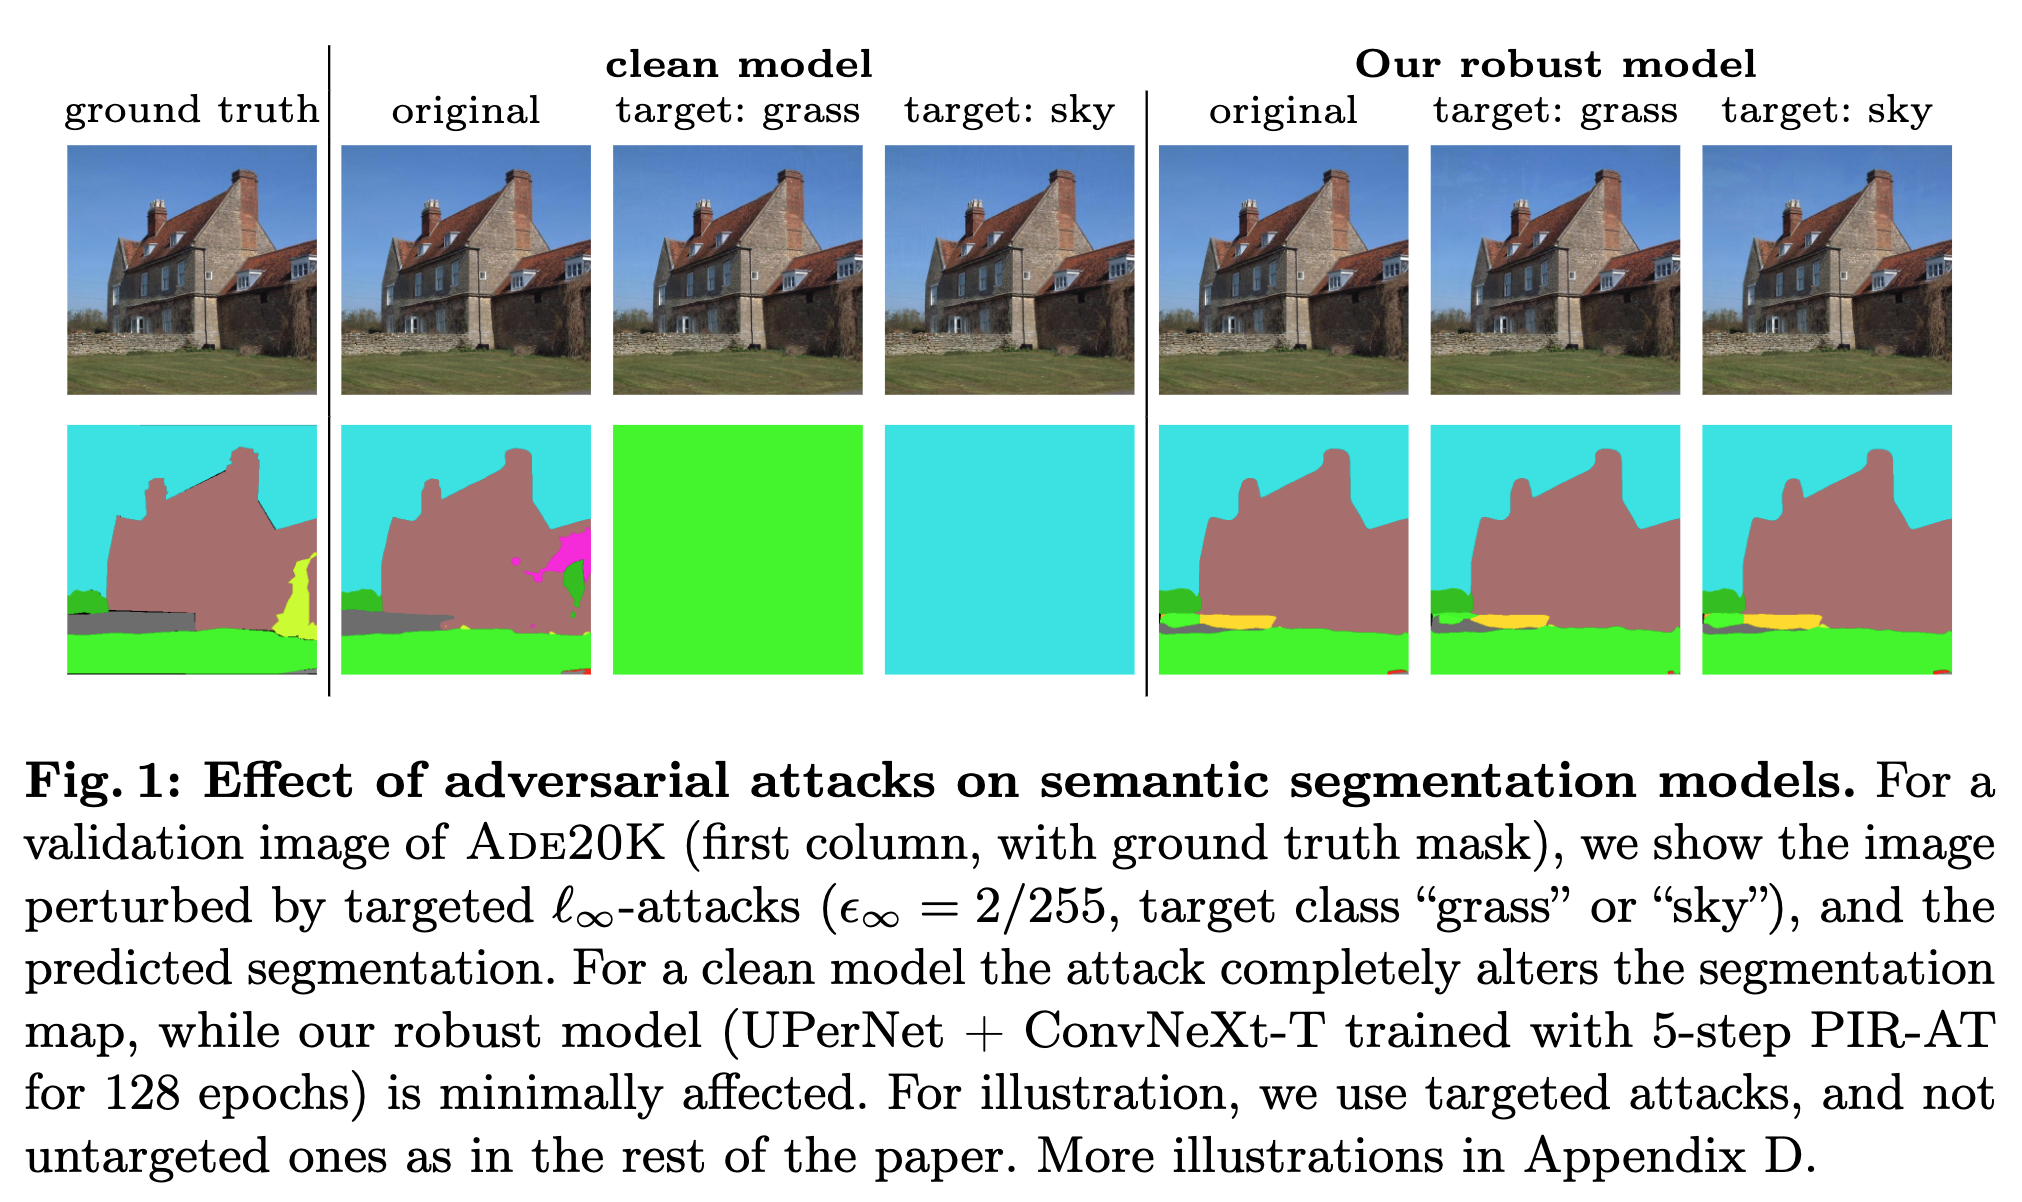 clean model
Our robust model
ground truth
original
target: grass
target: sky
original
target: grass
target: sky
Fig. 1: Effect of adversarial attacks on semantic segmentation models. For a
validation image of ADE20K (first column, with ground truth mask), we show the image
perturbed by targeted ℓ∞-attacks (ϵ∞ = 2/255, target class “grass” or “sky”), and the
predicted segmentation. For a clean model the attack completely alters the segmentation
map, while our robust model (UPerNet + ConvNeXt-T trained with 5-step PIR-AT
for 128 epochs) is minimally affected. For illustration, we use targeted attacks, and not
untargeted ones as in the rest of the paper. More illustrations in Appendix D.